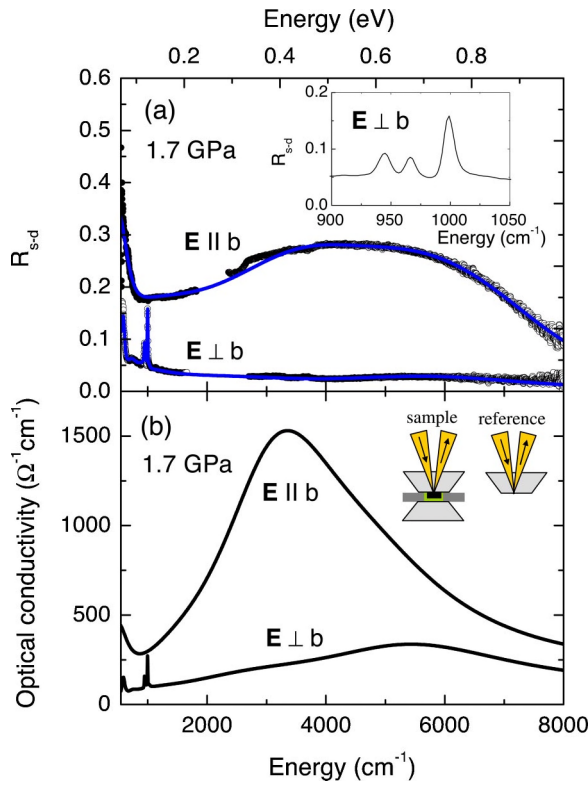 Energy (eV)
0.2 0.4 0.6 0.8
0.6
0.5
0.4
0.3
0.2
0.1
0.0
R s-d
(a)
1.7 GPa
E || b
E ⊥ b
0.2
0.1
0.0
R s-d
E ⊥ b
900 950 1000 1050
Energy (cm⁻¹)
1500
1000
500
0
Optical conductivity (Ω⁻¹cm⁻¹)
(b)
1.7 GPa
E || b
E ⊥ b
sample reference
2000 4000 6000 8000
Energy (cm⁻¹)